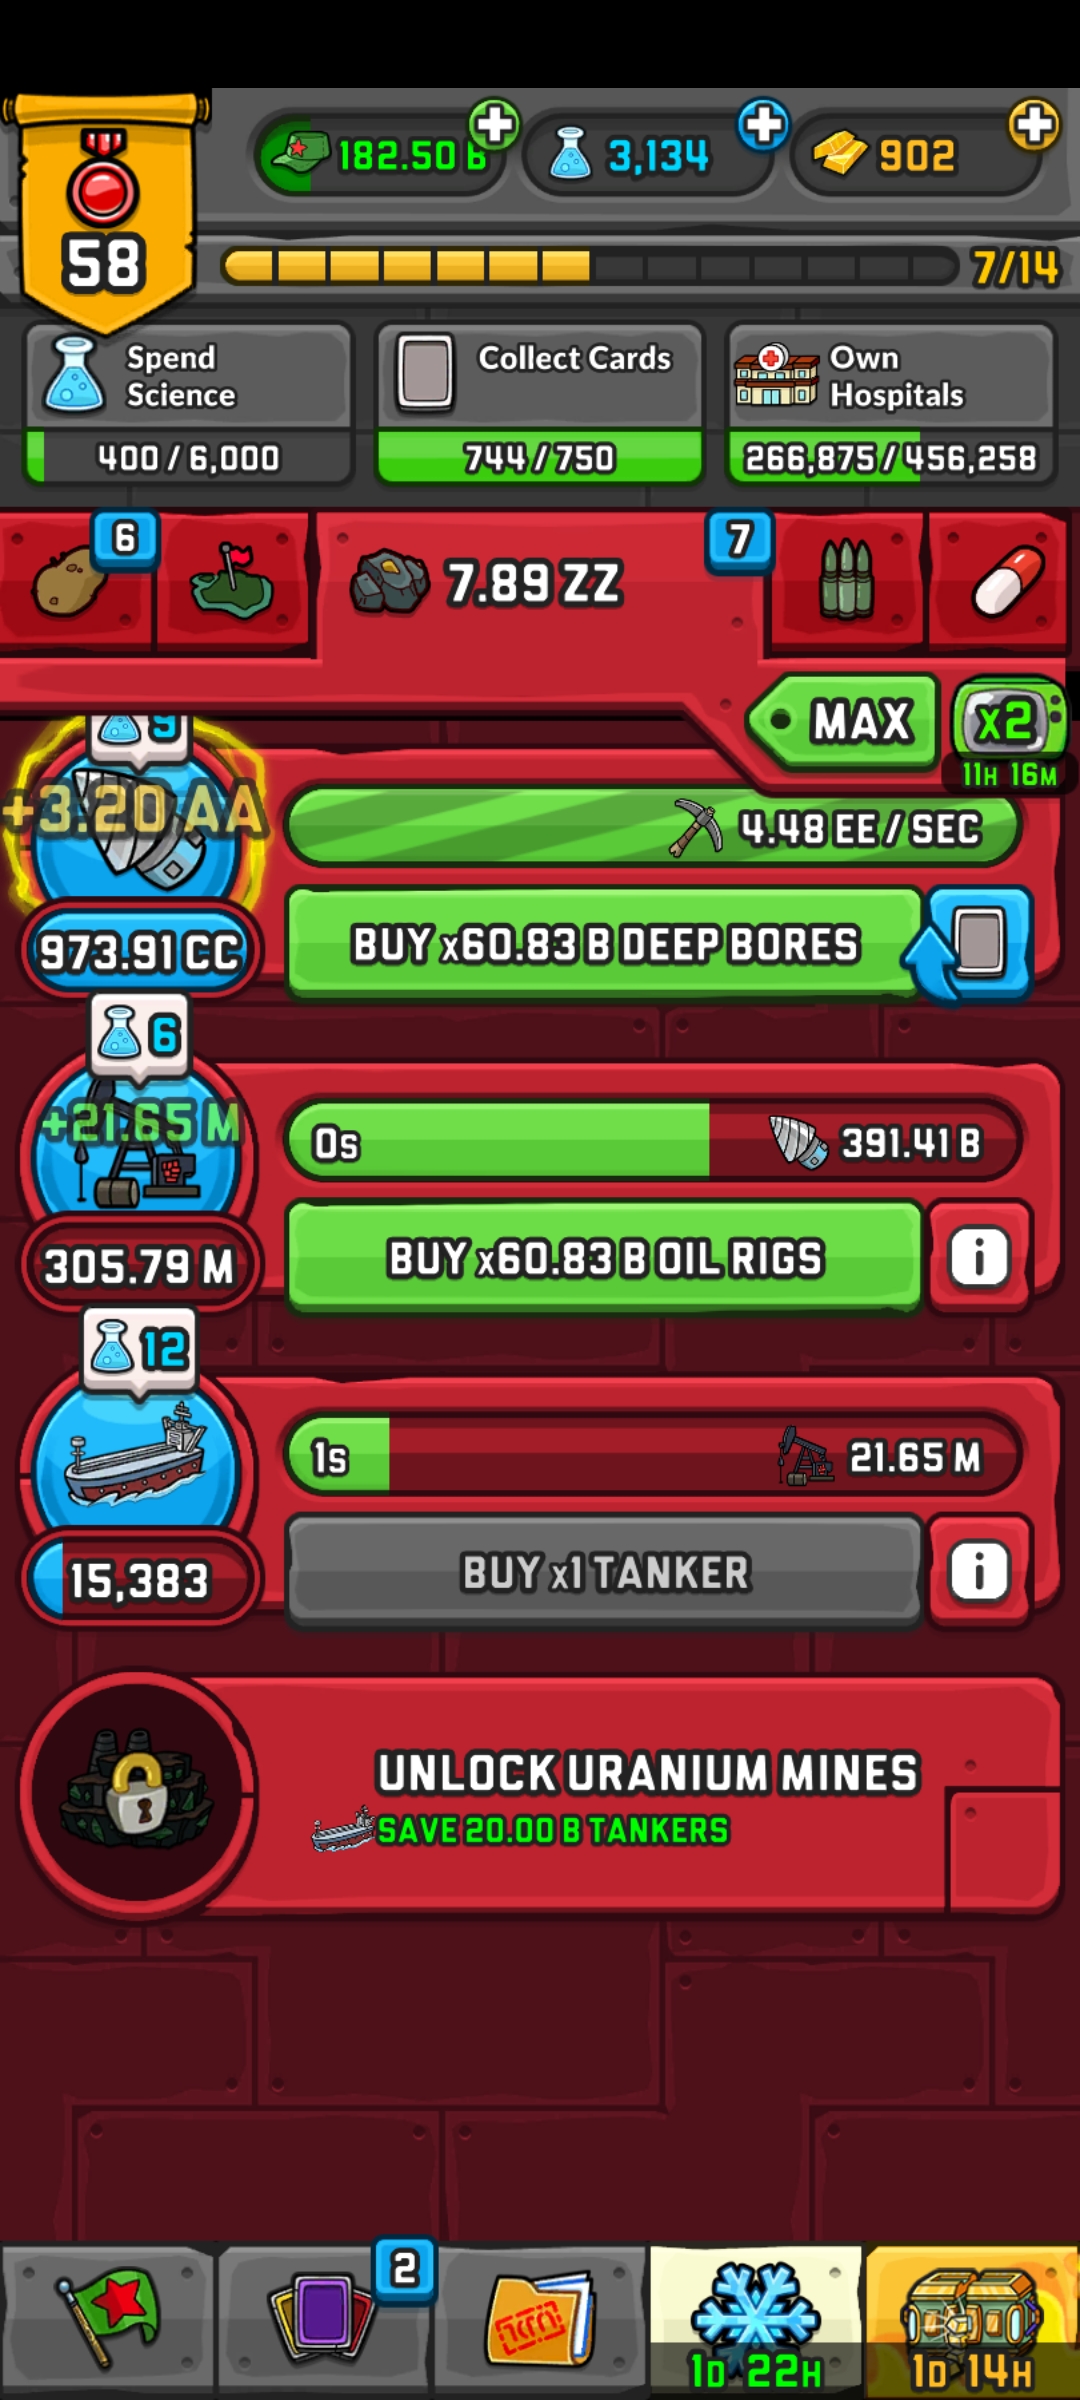 58
182.50 B
3,134
902
7/14
Spend
Science
400 / 6,000
Collect Cards
744 / 750
Own
Hospitals
266,875 / 456,258
6
7.89 ZZ
7
MAX
x2
11H 16M
9
+3.20 AA
4.48 EE / SEC
973.91 CC
BUY x60.83 B DEEP BORES
6
+21.65 M
0s
391.41 B
305.79 M
BUY x60.83 B OIL RIGS
12
1s
21.65 M
15,383
BUY x1 TANKER
UNLOCK URANIUM MINES
SAVE 20.00 B TANKERS
2
1D 22H
1D 14H